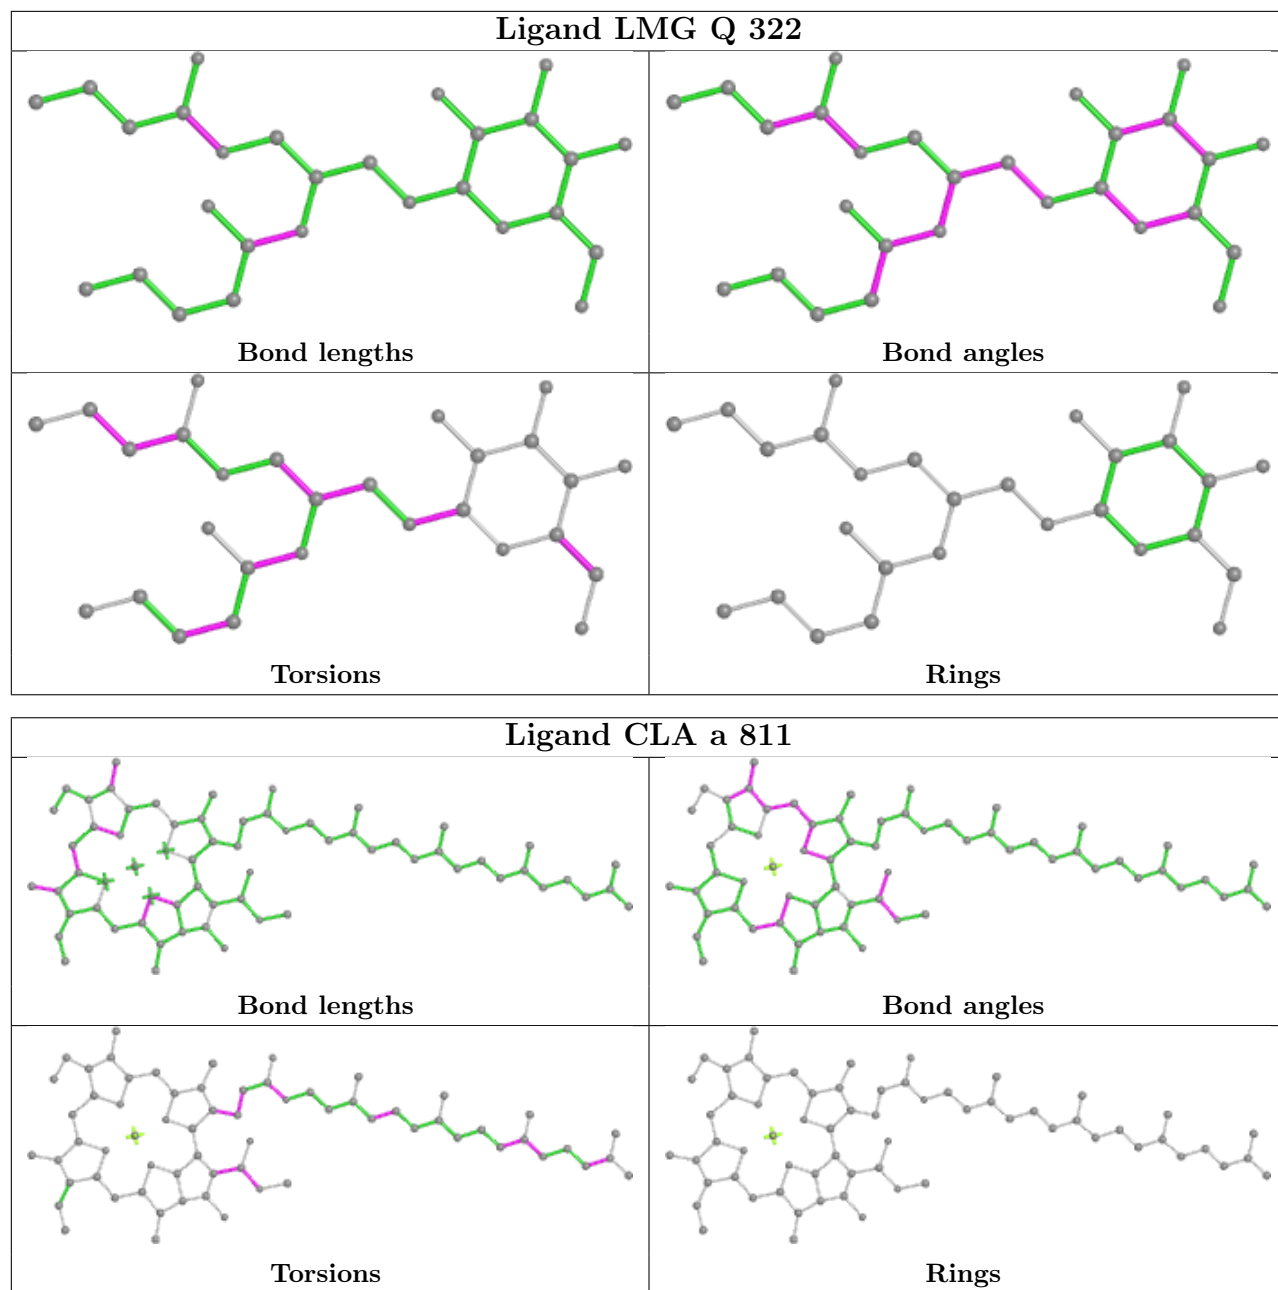 Ligand LMG Q 322
Bond lengths
Bond angles
Torsions
Rings
Ligand CLA a 811
Bond lengths
Bond angles
Torsions
Rings